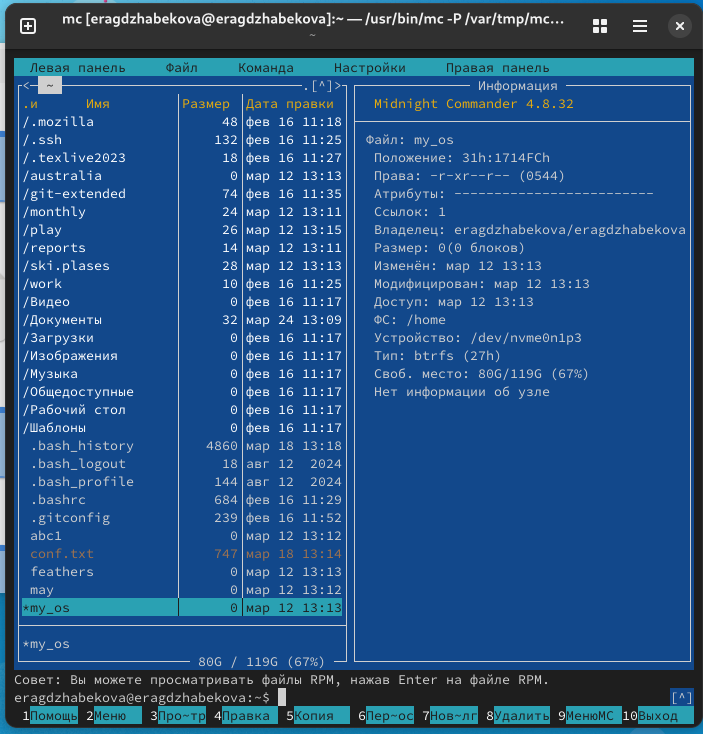 mc [eragdzhabekova@eragdzhabekova]:~ — /usr/bin/mc -P /var/tmp/mc...
~
Левая панель Файл Команда Настройки Правая панель
<— ~ .[^]>
.и Имя Размер Дата правки
/.mozilla 48 фев 16 11:18
/.ssh 132 фев 16 11:25
/.texlive2023 18 фев 16 11:27
/australia 0 мар 12 13:13
/git-extended 74 фев 16 11:35
/monthly 24 мар 12 13:11
/play 26 мар 12 13:15
/reports 14 мар 12 13:11
/ski.plases 28 мар 12 13:13
/work 10 фев 16 11:25
/Видео 0 фев 16 11:17
/Документы 32 мар 24 13:09
/Загрузки 0 фев 16 11:17
/Изображения 0 фев 16 11:17
/Музыка 0 фев 16 11:17
/Общедоступные 0 фев 16 11:17
/Рабочий стол 0 фев 16 11:17
/Шаблоны 0 фев 16 11:17
.bash_history 4860 мар 18 13:18
.bash_logout 18 авг 12 2024
.bash_profile 144 авг 12 2024
.bashrc 684 фев 16 11:29
.gitconfig 239 фев 16 11:52
abc1 0 мар 12 13:12
conf.txt 747 мар 18 13:14
feathers 0 мар 12 13:13
may 0 мар 12 13:12
*my_os 0 мар 12 13:13
*my_os
80G / 119G (67%)
Информация
Midnight Commander 4.8.32
Файл: my_os
Положение: 31h:1714FCh
Права: -r-xr--r-- (0544)
Атрибуты: -------------------------
Ссылок: 1
Владелец: eragdzhabekova/eragdzhabekova
Размер: 0(0 блоков)
Изменён: мар 12 13:13
Модифицирован: мар 12 13:13
Доступ: мар 12 13:13
ФС: /home
Устройство: /dev/nvme0n1p3
Тип: btrfs (27h)
Своб. место: 80G/119G (67%)
Нет информации об узле
Совет: Вы можете просматривать файлы RPM, нажав Enter на файле RPM.
eragdzhabekova@eragdzhabekova:~$ [^]
1Помощь 2Меню 3Про~тр 4Правка 5Копия 6Пер~ос 7Нов~лг 8Удалить 9МенюMC 10Выход